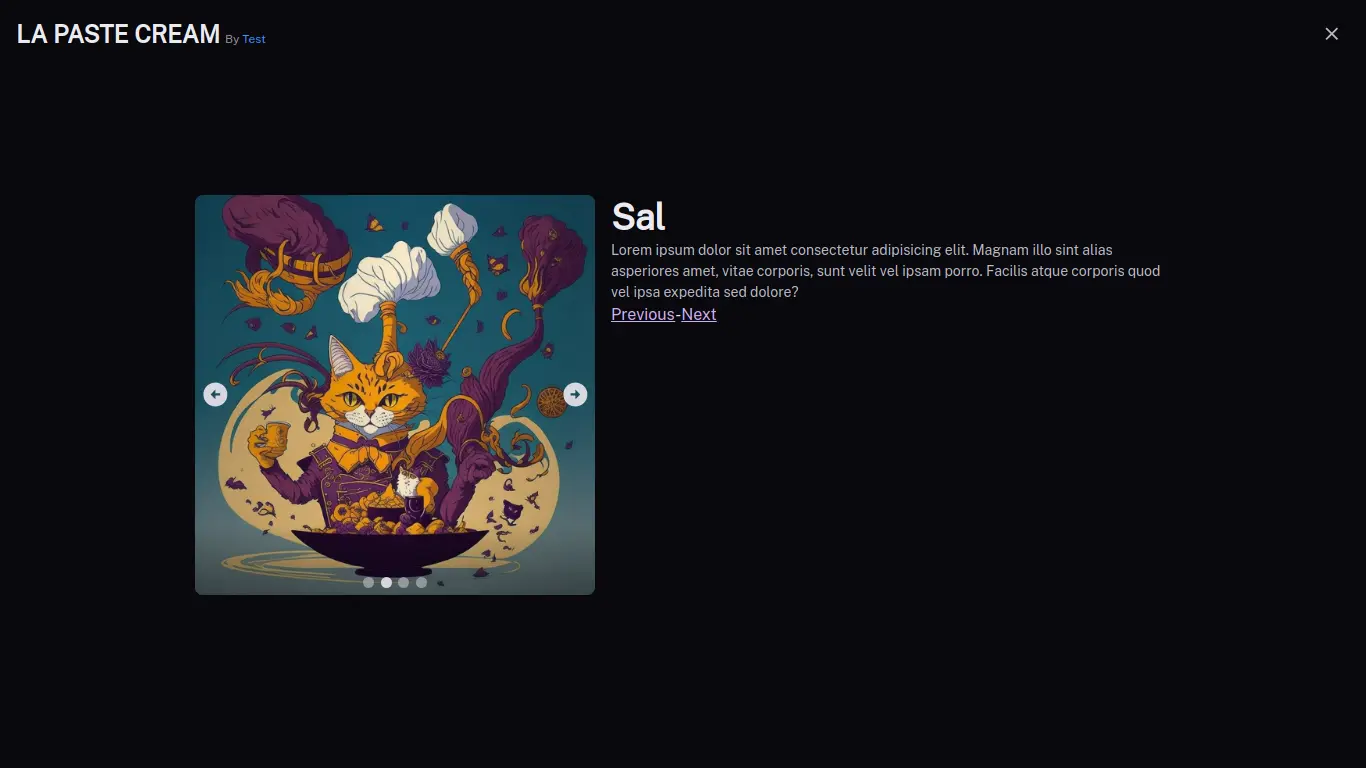 LA PASTE CREAM By Test
Sal
Lorem ipsum dolor sit amet consectetur adipisicing elit. Magnam illo sint alias
asperiores amet, vitae corporis, sunt velit vel ipsam porro. Facilis atque corporis quod
vel ipsa expedita sed dolore?
Previous-Next